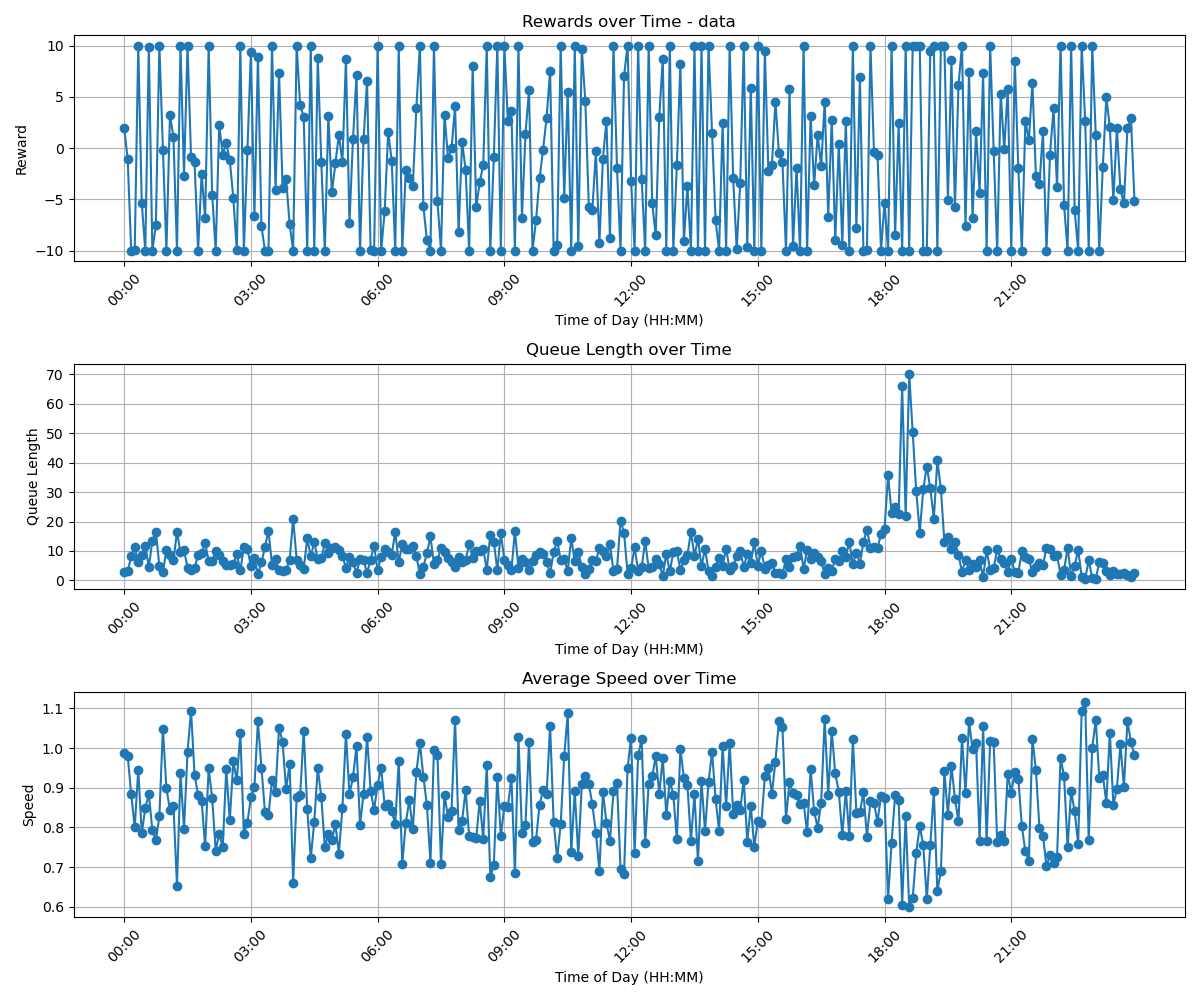 Rewards over Time - data
10
5
0
−5
−10
Reward
00:00 03:00 06:00 09:00 12:00 15:00 18:00 21:00
Time of Day (HH:MM)
Queue Length over Time
70
60
50
40
30
20
10
0
Queue Length
00:00 03:00 06:00 09:00 12:00 15:00 18:00 21:00
Time of Day (HH:MM)
Average Speed over Time
1.1
1.0
0.9
0.8
0.7
0.6
Speed
00:00 03:00 06:00 09:00 12:00 15:00 18:00 21:00
Time of Day (HH:MM)